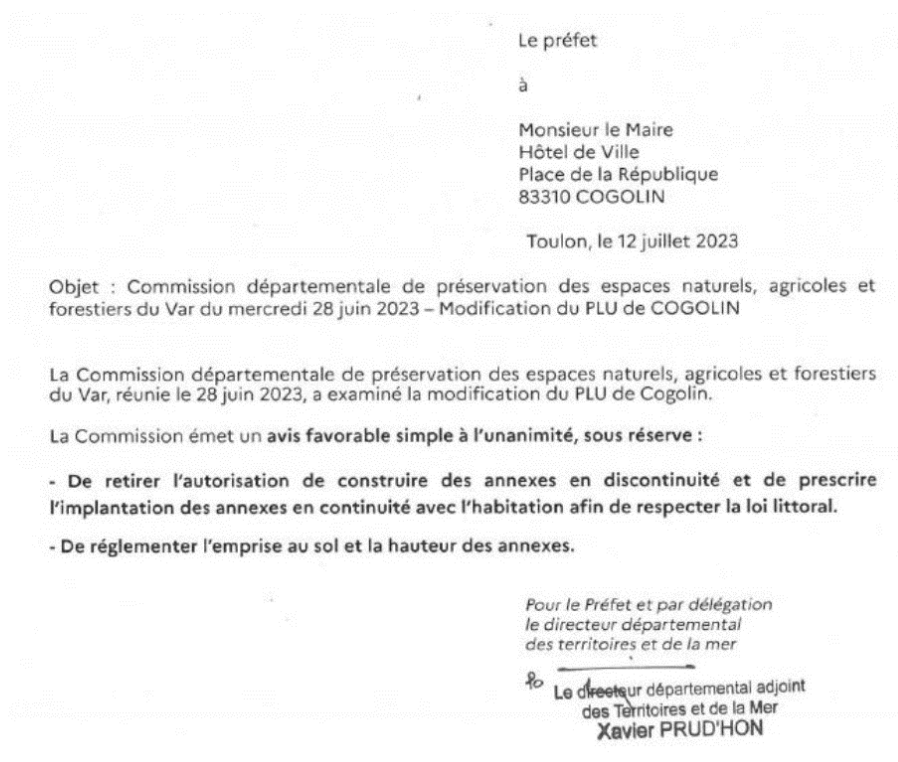 Le préfet
à
Monsieur le Maire
Hôtel de Ville
Place de la République
83310 COGOLIN
Toulon, le 12 juillet 2023
Objet : Commission départementale de préservation des espaces naturels, agricoles et
forestiers du Var du mercredi 28 juin 2023 – Modification du PLU de COGOLIN
La Commission départementale de préservation des espaces naturels, agricoles et forestiers
du Var, réunie le 28 juin 2023, a examiné la modification du PLU de Cogolin.
La Commission émet un avis favorable simple à l'unanimité, sous réserve :
- De retirer l'autorisation de construire des annexes en discontinuité et de prescrire
l'implantation des annexes en continuité avec l'habitation afin de respecter la loi littoral.
- De réglementer l'emprise au sol et la hauteur des annexes.
Pour le Préfet et par délégation
le directeur départemental
des territoires et de la mer
Le directeur départemental adjoint
des Territoires et de la Mer
Xavier PRUD'HON